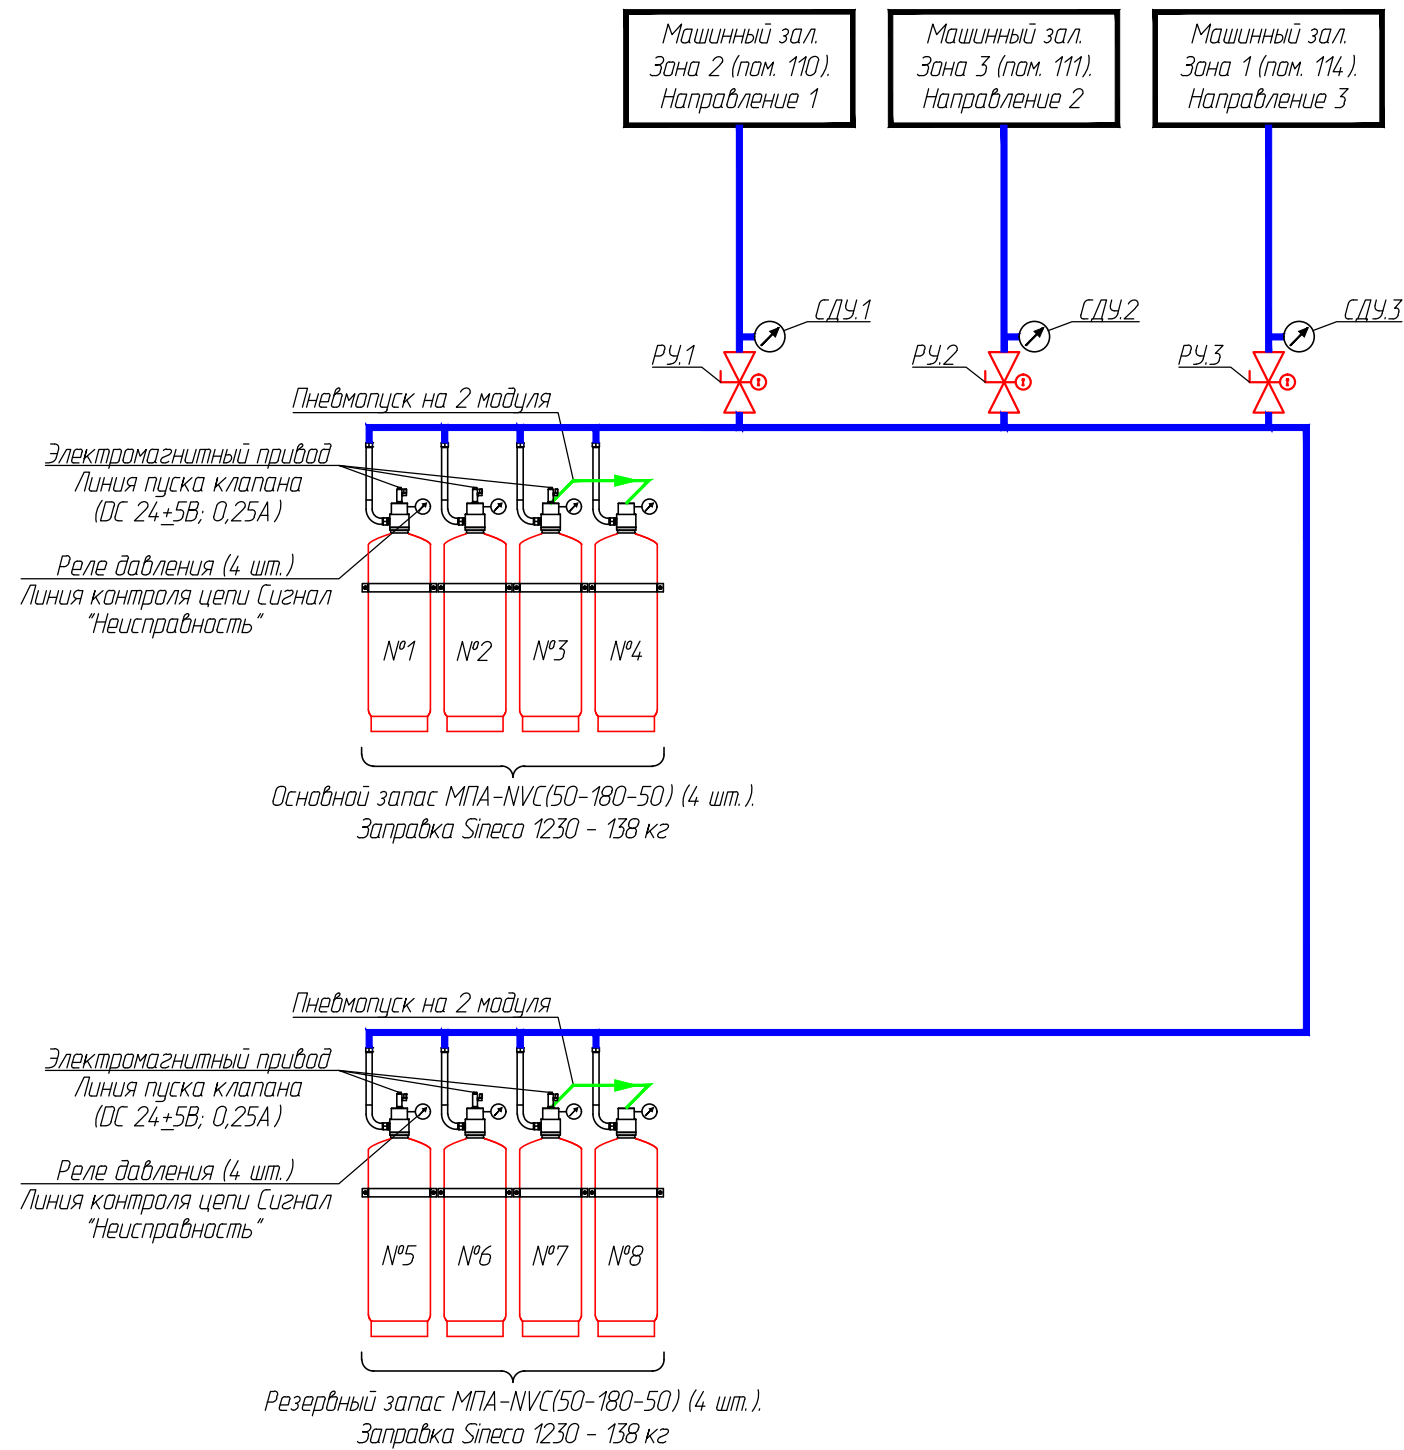 Машинный зал.
Зона 2 (пом. 110).
Направление 1
Машинный зал.
Зона 3 (пом. 111).
Направление 2
Машинный зал.
Зона 1 (пом. 114).
Направление 3
СДУ.1
СДУ.2
СДУ.3
РУ.1
РУ.2
РУ.3
Пневмопуск на 2 модуля
Электромагнитный привод
Линия пуска клапана
(DC 24±5В; 0,25А)
Реле давления (4 шт.)
Линия контроля цепи Сигнал
"Неисправность"
№1
№2
№3
№4
Основной запас МПА-NVC(50-180-50) (4 шт.).
Заправка Sineco 1230 - 138 кг
Пневмопуск на 2 модуля
Электромагнитный привод
Линия пуска клапана
(DC 24±5В; 0,25А)
Реле давления (4 шт.)
Линия контроля цепи Сигнал
"Неисправность"
№5
№6
№7
№8
Резервный запас МПА-NVC(50-180-50) (4 шт.).
Заправка Sineco 1230 - 138 кг